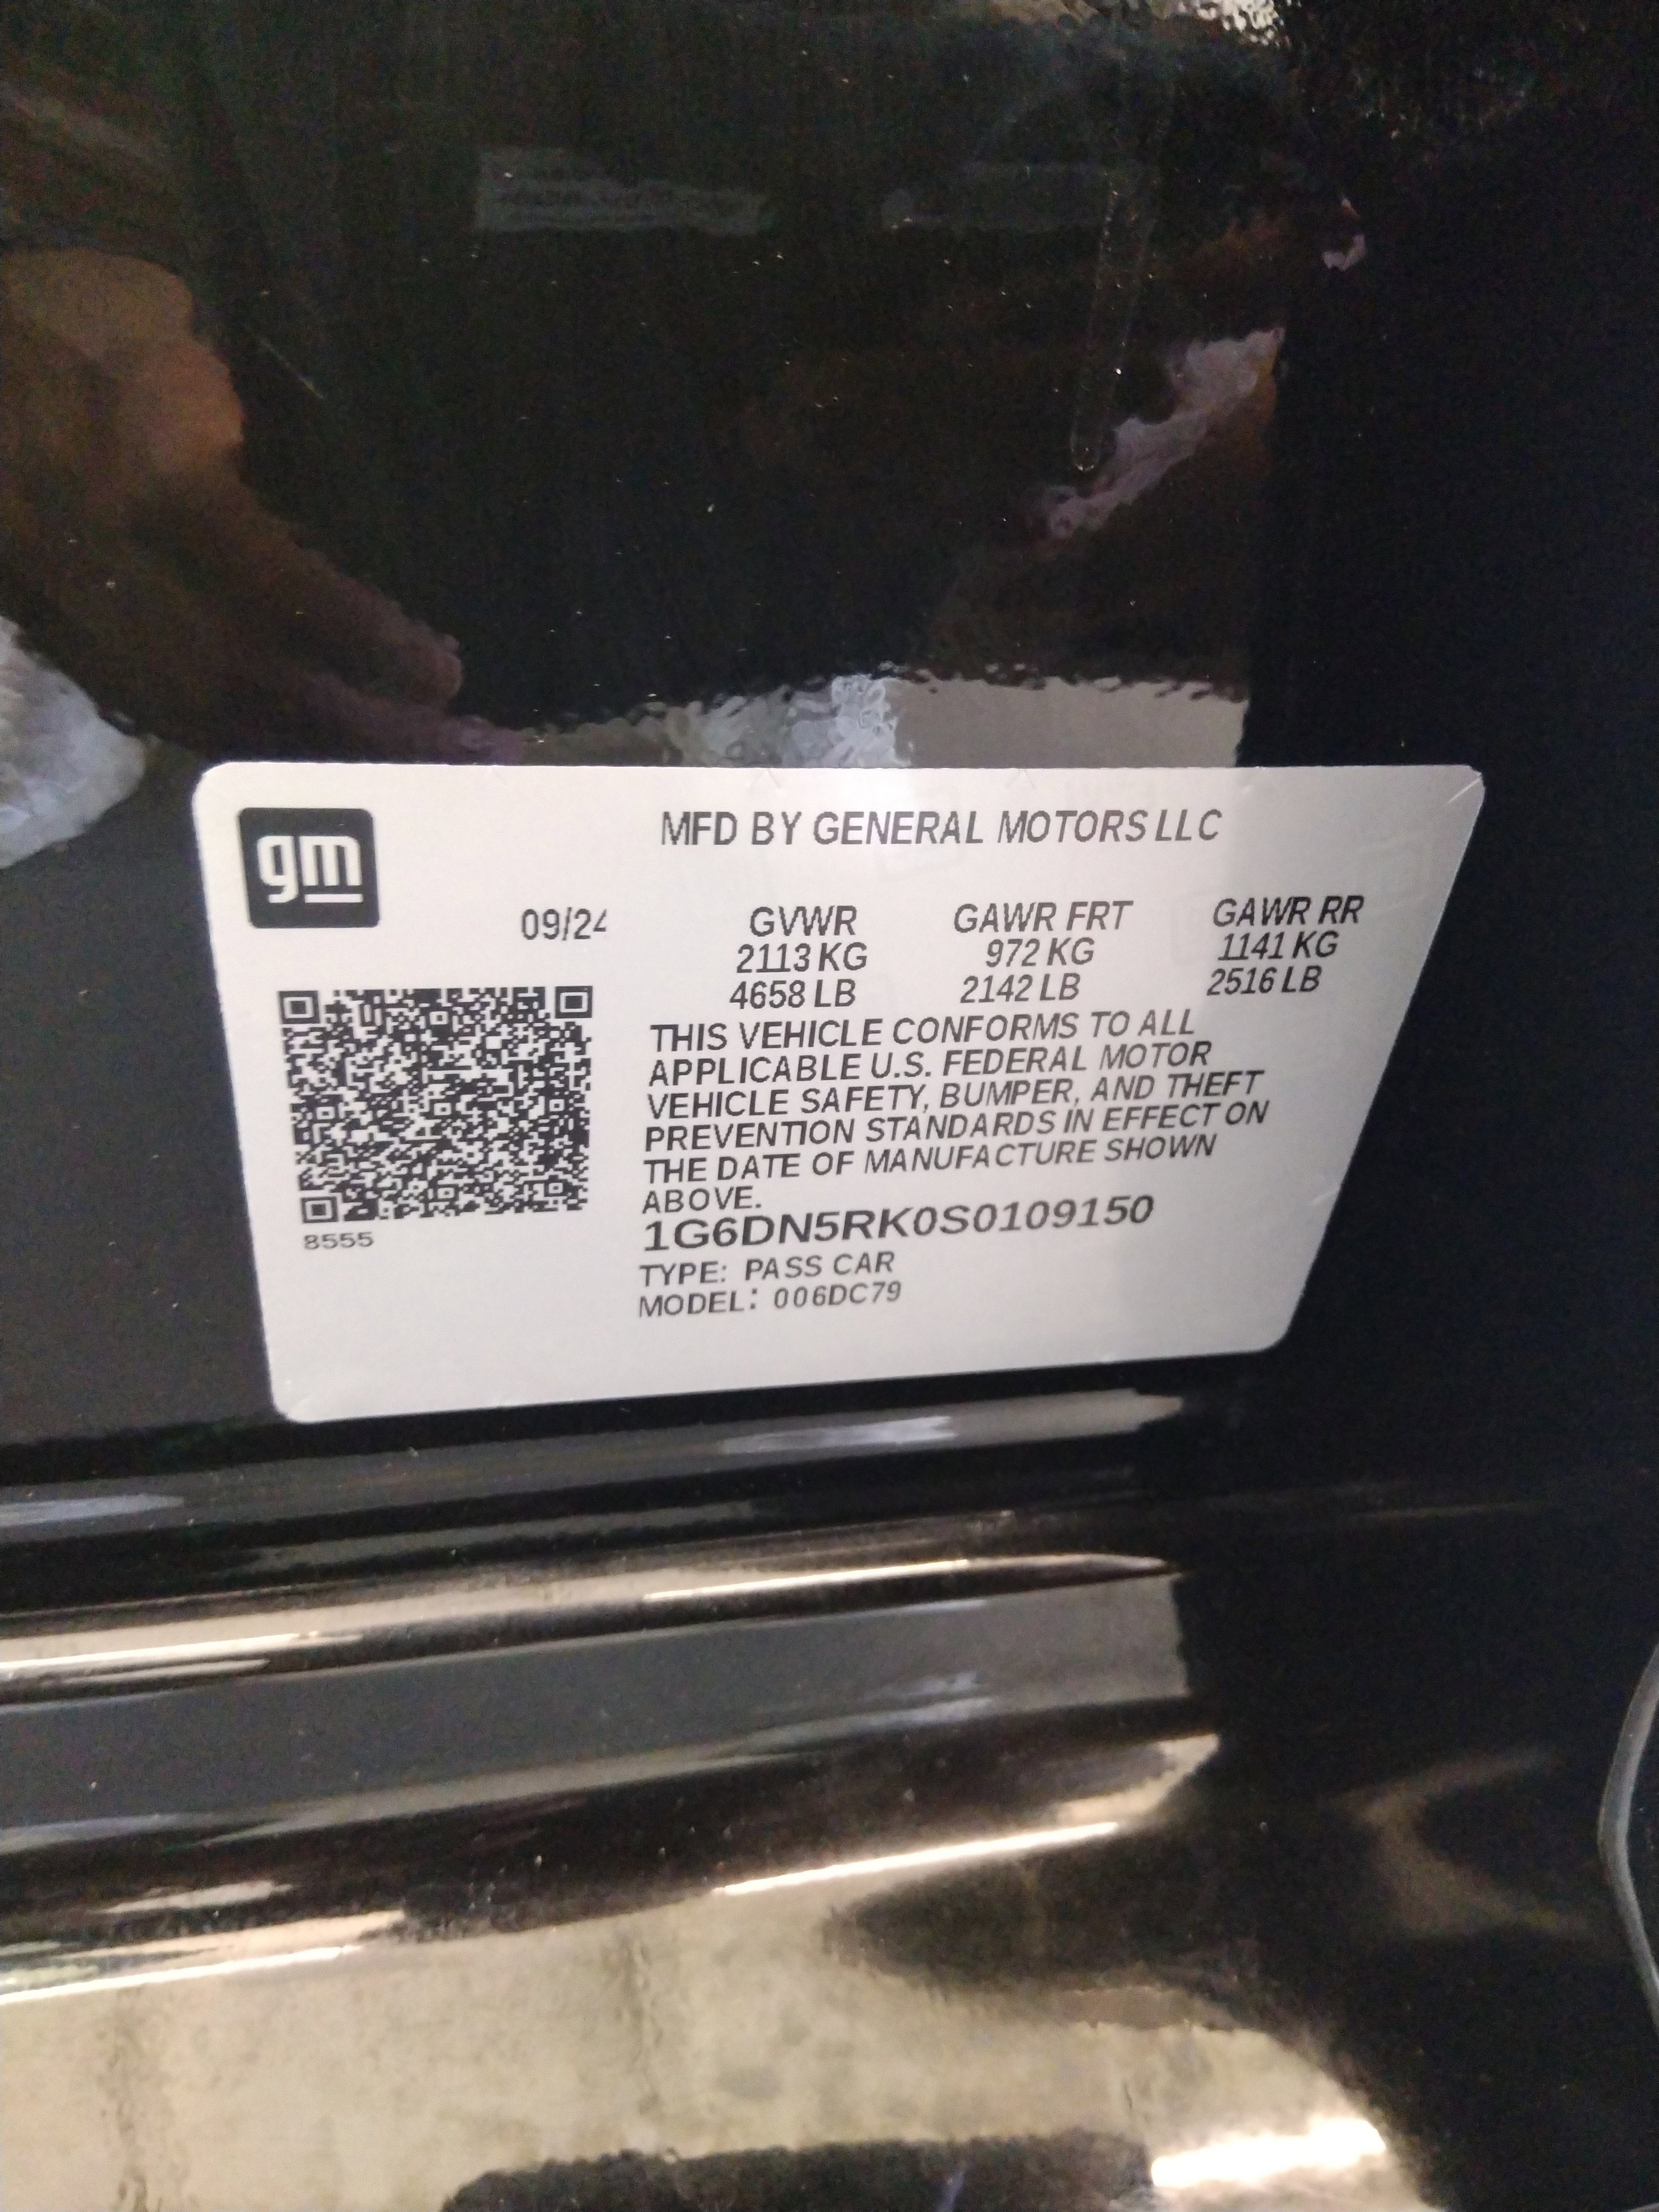 gm
MFD BY GENERAL MOTORS LLC
09/24 GVWR GAWR FRT GAWR RR
2113 KG 972 KG 1141 KG
4658 LB 2142 LB 2516 LB
THIS VEHICLE CONFORMS TO ALL
APPLICABLE U.S. FEDERAL MOTOR
VEHICLE SAFETY, BUMPER, AND THEFT
PREVENTION STANDARDS IN EFFECT ON
THE DATE OF MANUFACTURE SHOWN
ABOVE.
8555
1G6DN5RK0S0109150
TYPE: PASS CAR
MODEL: 006DC79